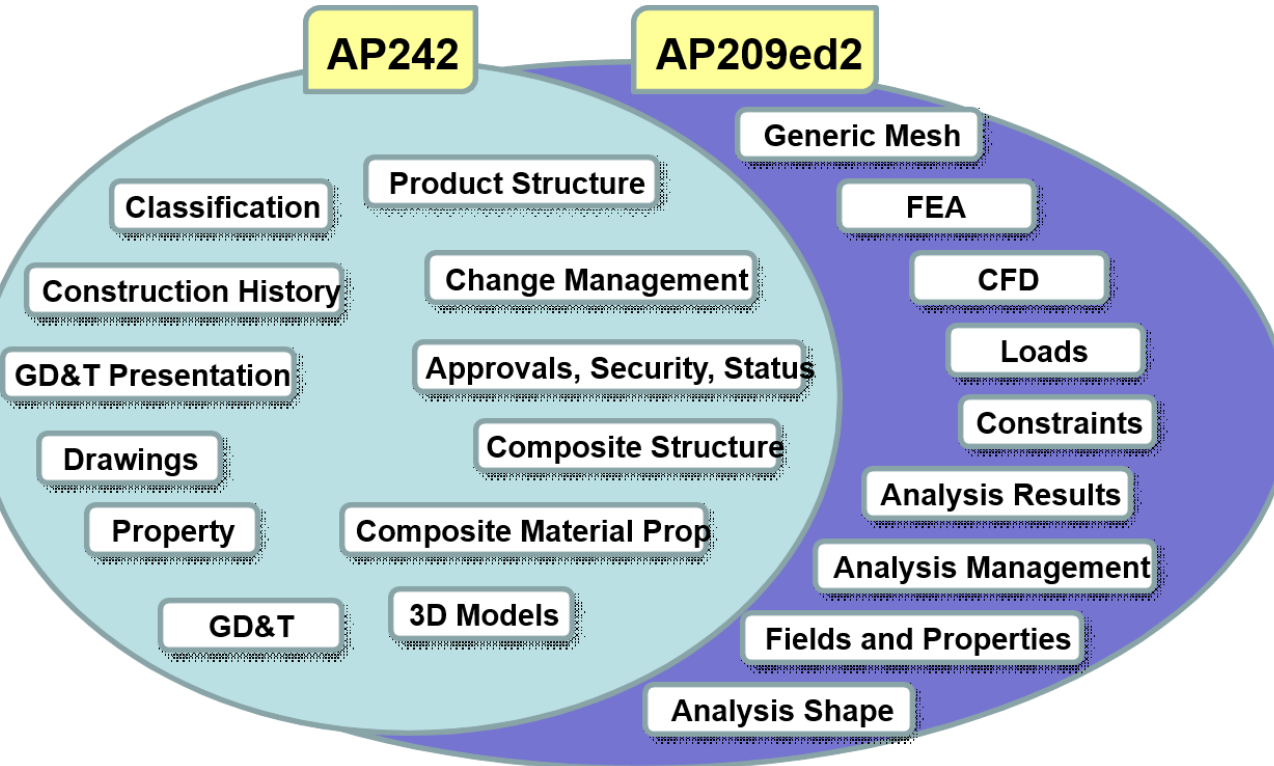 AP242
AP209ed2
Classification
Product Structure
Construction History
Change Management
GD&T Presentation
Approvals, Security, Status
Drawings
Composite Structure
Property
Composite Material Prop
GD&T
3D Models
Generic Mesh
FEA
CFD
Loads
Constraints
Analysis Results
Analysis Management
Fields and Properties
Analysis Shape